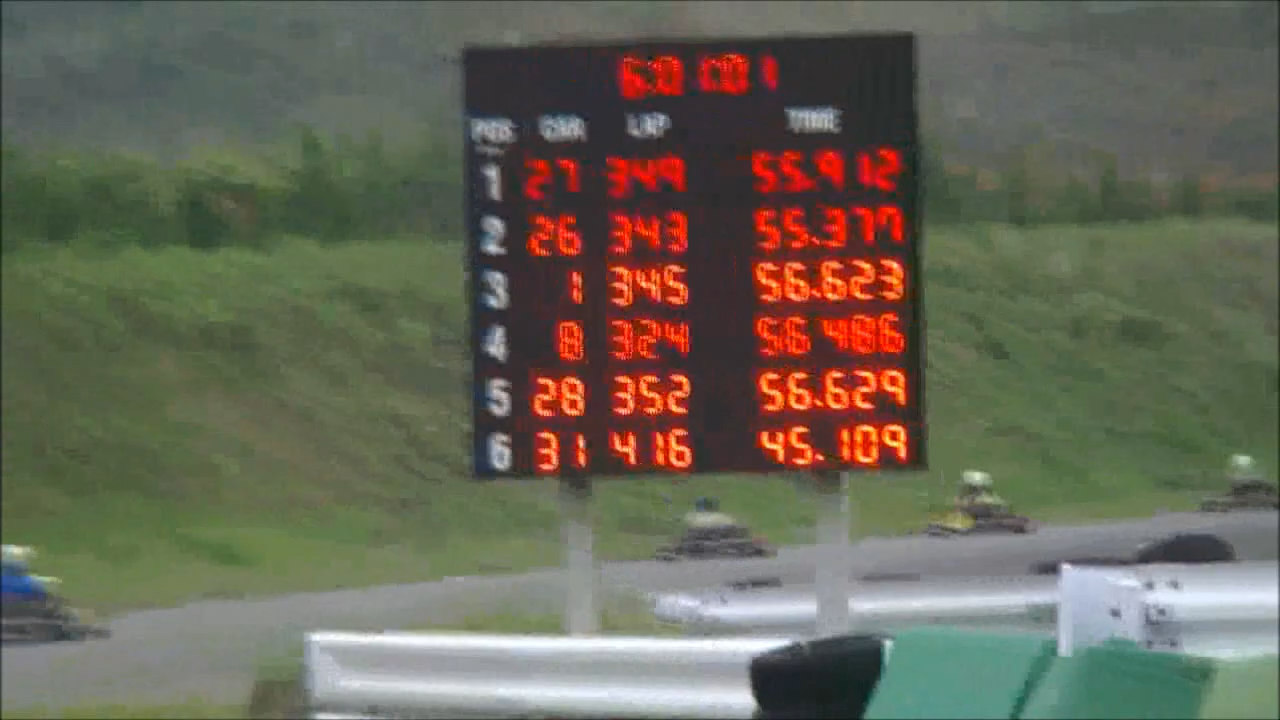 POS CAR LAP TIME
1 27 349 55.912
2 26 343 55.377
3 1 345 56.623
4 8 324 56.486
5 28 352 56.629
6 31 416 45.109